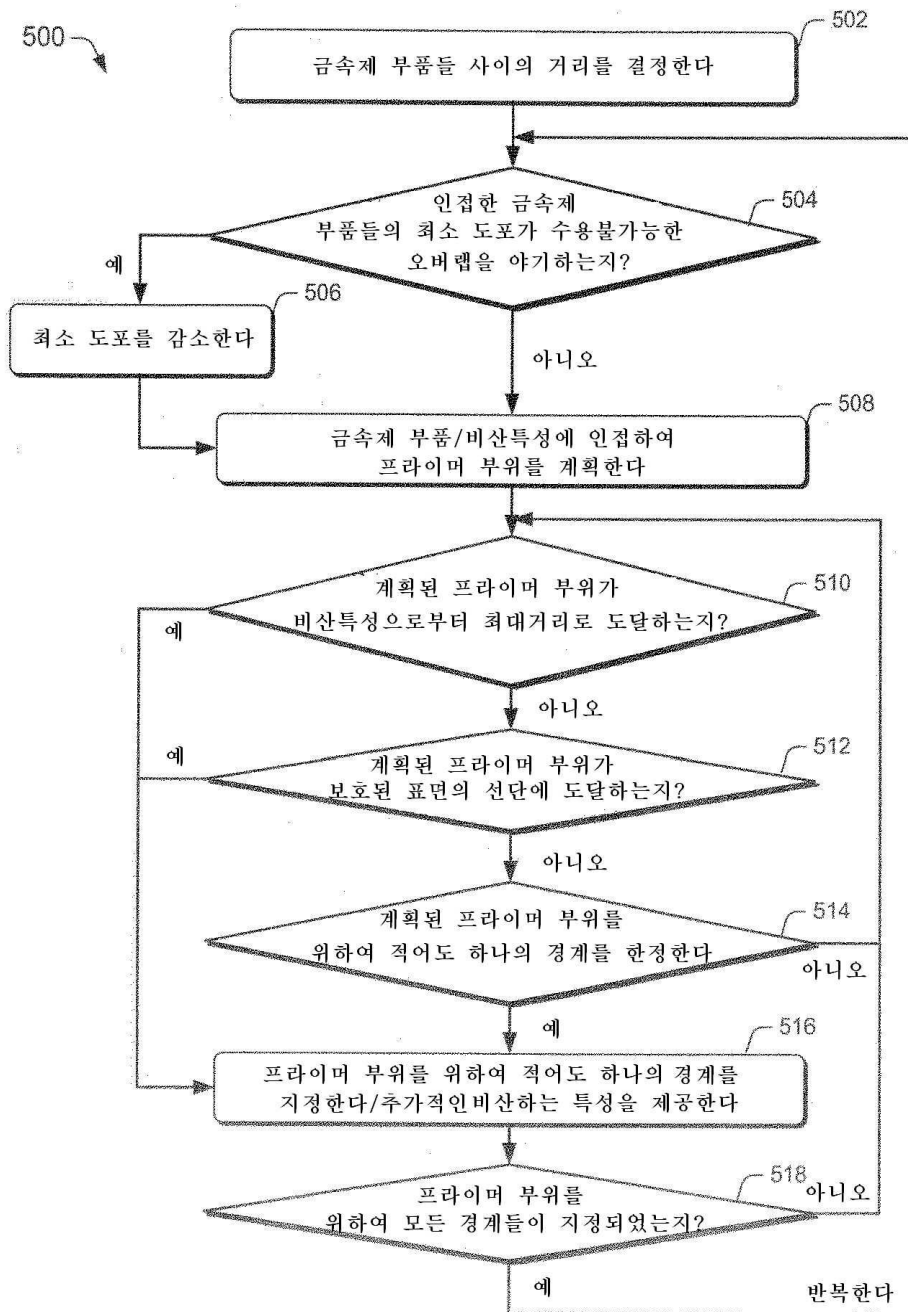 500
502
금속제 부품들 사이의 거리를 결정한다
504
인접한 금속제
부품들의 최소 도포가 수용불가능한
오버랩을 야기하는지?
예
506
최소 도포를 감소한다
아니오
508
금속제 부품/비산특성에 인접하여
프라이머 부위를 계획한다
510
계획된 프라이머 부위가
비산특성으로부터 최대거리로 도달하는지?
예
아니오
512
예
계획된 프라이머 부위가
보호된 표면의 선단에 도달하는지?
아니오
514
계획된 프라이머 부위를
위하여 적어도 하나의 경계를 한정한다
아니오
예
516
프라이머 부위를 위하여 적어도 하나의 경계를
지정한다/추가적인비산하는 특성을 제공한다
518
프라이머 부위를
위하여 모든 경계들이 지정되었는지?
아니오
예
반복한다